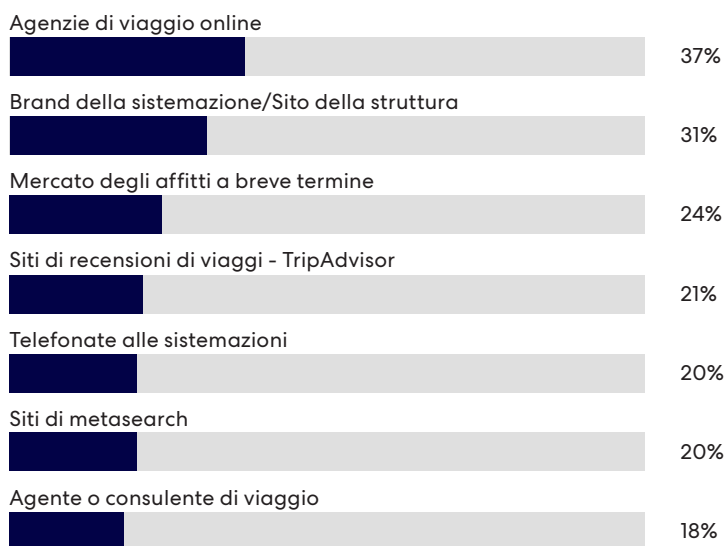 Agenzie di viaggio online
37%
Brand della sistemazione/Sito della struttura
31%
Mercato degli affitti a breve termine
24%
Siti di recensioni di viaggi - TripAdvisor
21%
Telefonate alle sistemazioni
20%
Siti di metasearch
20%
Agente o consulente di viaggio
18%